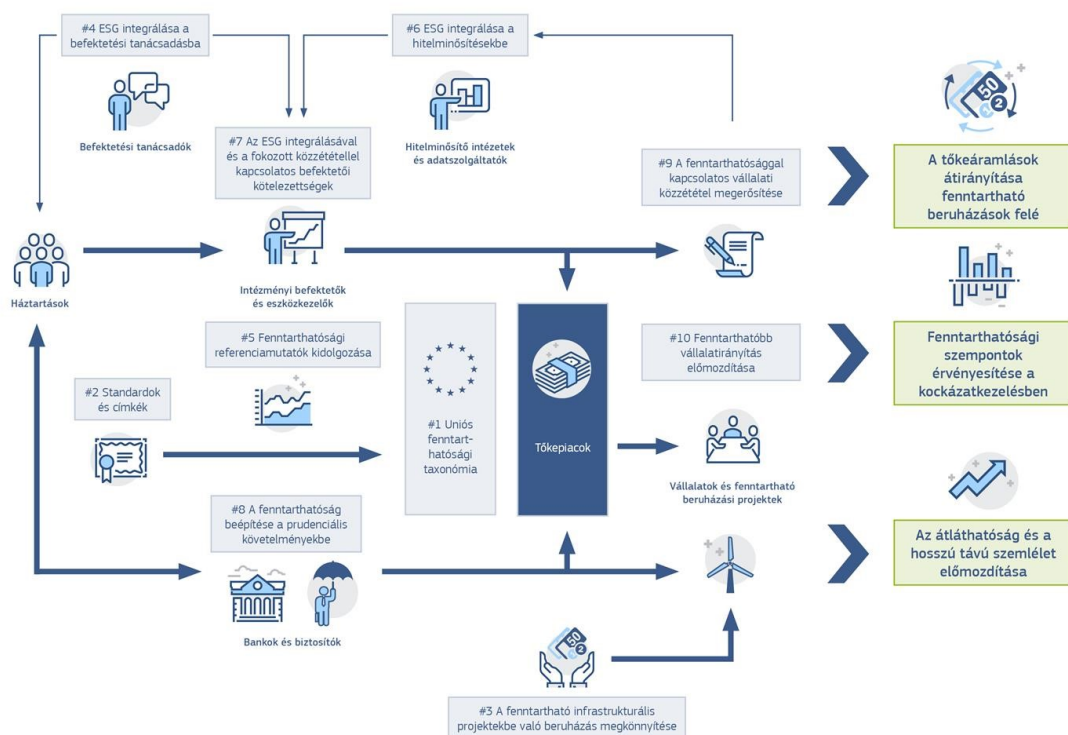 #4 ESG integrálása a
befektetési tanácsadásba
#6 ESG integrálása a
hitelminősítésekbe
Befektetési tanácsadók
#7 Az ESG integrálásával
és a fokozott közzététellel
kapcsolatos befektetői
kötelezettségek
Hitelminősítő intézetek
és adatszolgáltatók
#9 A fenntarthatósággal
kapcsolatos vállalati
közzététel megerősítése
50
2
A tőkeáramlások
átirányítása
fenntartható
beruházások felé
Háztartások
Intézményi befektetők
és eszközkezelők
#5 Fenntarthatósági
referenciamutatók kidolgozása
#2 Standardok
és címkék
#1 Uniós
fenntart-
hatósági
taxonómia
Tőkepiacok
#10 Fenntarthatóbb
vállalatirányítás
előmozdítása
Fenntarthatósági
szempontok
érvényesítése a
kockázatkezelésben
Vállalatok és fenntartható
beruházási projektek
#8 A fenntarthatóság
beépítése a prudenciális
követelményekbe
Bankok és biztosítók
Az átláthatóság és a
hosszú távú szemlélet
előmozdítása
50
2
#3 A fenntartható infrastrukturális
projektekbe való beruházás megkönnyítése